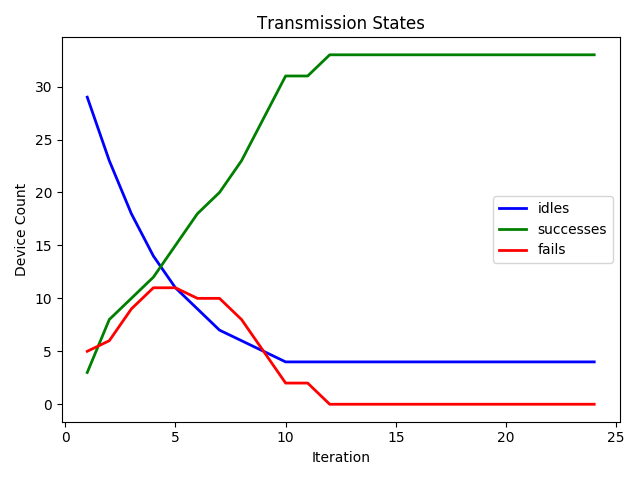 Transmission States
Device Count
30
25
20
15
10
5
0
idles
successes
fails
0 5 10 15 20 25
Iteration